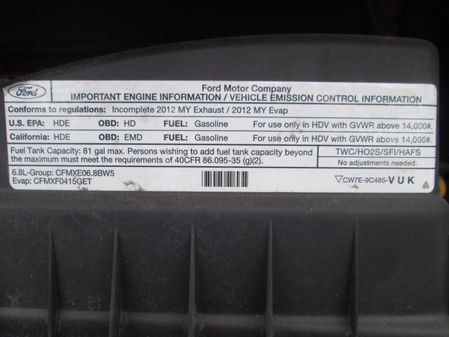 Ford
Ford Motor Company
IMPORTANT ENGINE INFORMATION / VEHICLE EMISSION CONTROL INFORMATION
Conforms to regulations: Incomplete 2012 MY Exhaust / 2012 MY Evap
U.S. EPA: HDE OBD: HD FUEL: Gasoline For use only in HDV with GVWR above 14,000#.
California: HDE OBD: EMD FUEL: Gasoline For use only in HDV with GVWR above 14,000#.
Fuel Tank Capacity: 81 gal max. Persons wishing to add fuel tank capacity beyond
the maximum must meet the requirements of 40CFR 86.095-35 (g)(2).
TWC/HO2S/SFI/HAFS
No adjustments needed.
6.8L-Group: CFMXE06.8BW5
Evap: CFMXF0415GET
CW7E-9C485-VUK